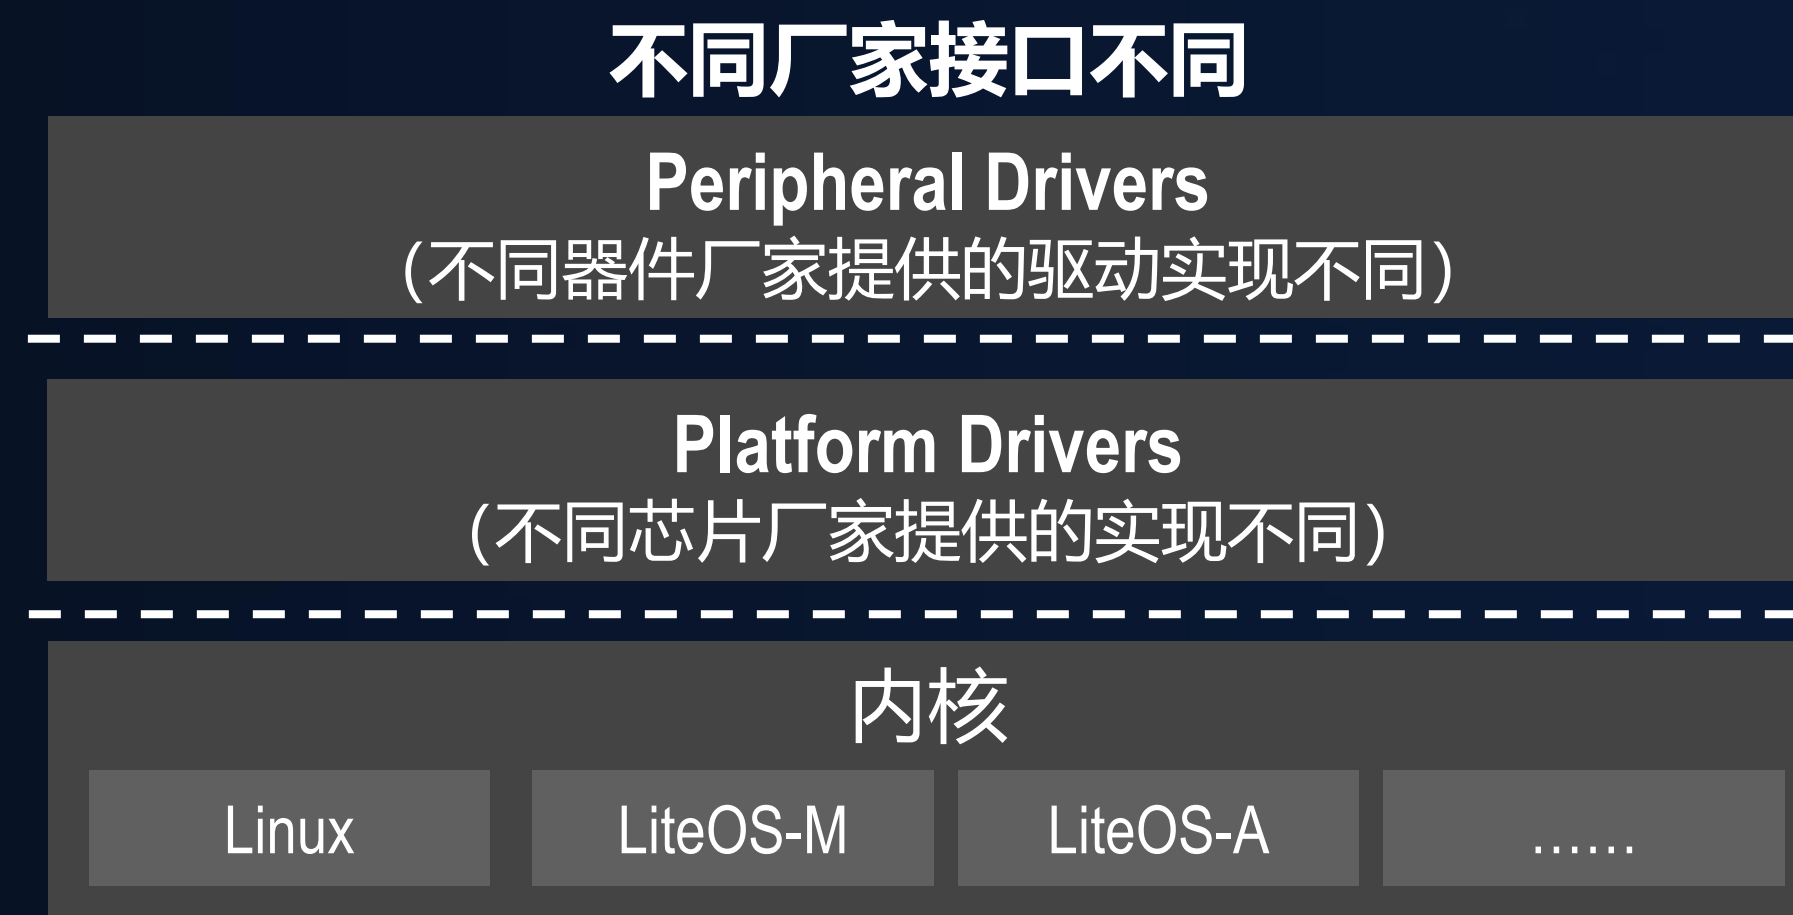 不同厂家接口不同
Peripheral Drivers
（不同器件厂家提供的驱动实现不同）
Platform Drivers
（不同芯片厂家提供的实现不同）
内核
Linux
LiteOS-M
LiteOS-A
……